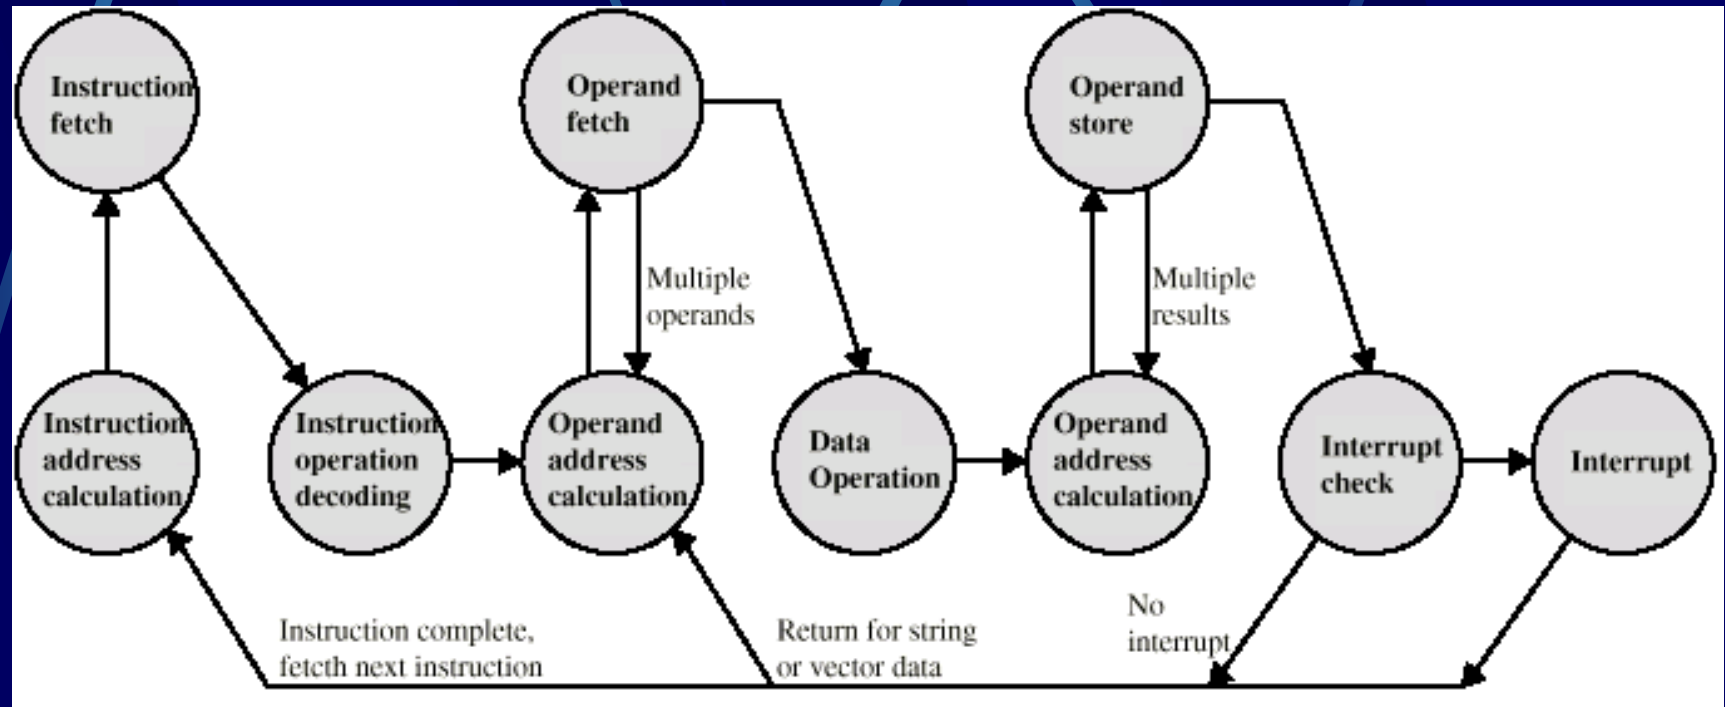 Instruction
fetch
Operand
fetch
Operand
store
Multiple
operands
Multiple
results
Instruction
address
calculation
Instruction
operation
decoding
Operand
address
calculation
Data
Operation
Operand
address
calculation
Interrupt
check
Interrupt
Instruction complete,
fetcth next instruction
Return for string
or vector data
No
interrupt